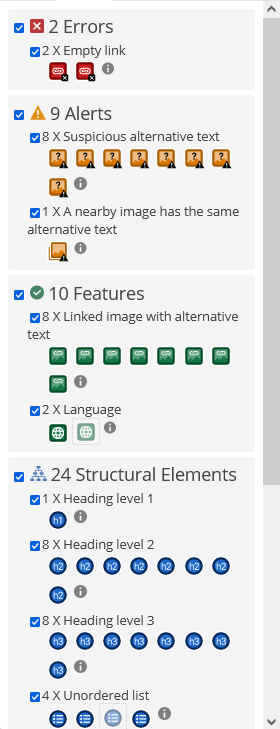 2 Errors
2 X Empty link
9 Alerts
8 X Suspicious alternative text
? ? ? ? ? ? ?
?
1 X A nearby image has the same
alternative text
10 Features
8 X Linked image with alternative
text
2 X Language
24 Structural Elements
1 X Heading level 1
h1
8 X Heading level 2
h2 h2 h2 h2 h2 h2 h2
h2
8 X Heading level 3
h3 h3 h3 h3 h3 h3 h3
h3
4 X Unordered list